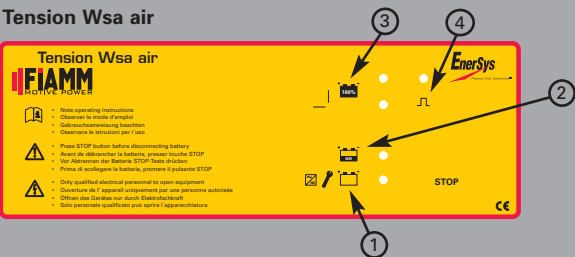 Tension Wsa air
3
4
Tension Wsa air
FIAMM
MOTIVE POWER
EnerSys
100%
2
Note operating instructions
Observer le mode d'emploi
Gebrauchsanweisung beachten
Osservare le istruzioni per l'uso
Press STOP button before disconnecting battery
Avant de débrancher la batterie, presser touche STOP
Vor Abtrennen der Batterie STOP-Taste drücken
Prima di scollegare la batteria, premere il pulsante STOP
on
STOP
Only qualified electrical personnel to open equipment
Ouverture de l'appareil uniquement par une personne autorisée
Öffnen des Gerätes nur durch Elektrofachkraft
Solo personale qualificato può aprire l'apparecchiatura
CE
1